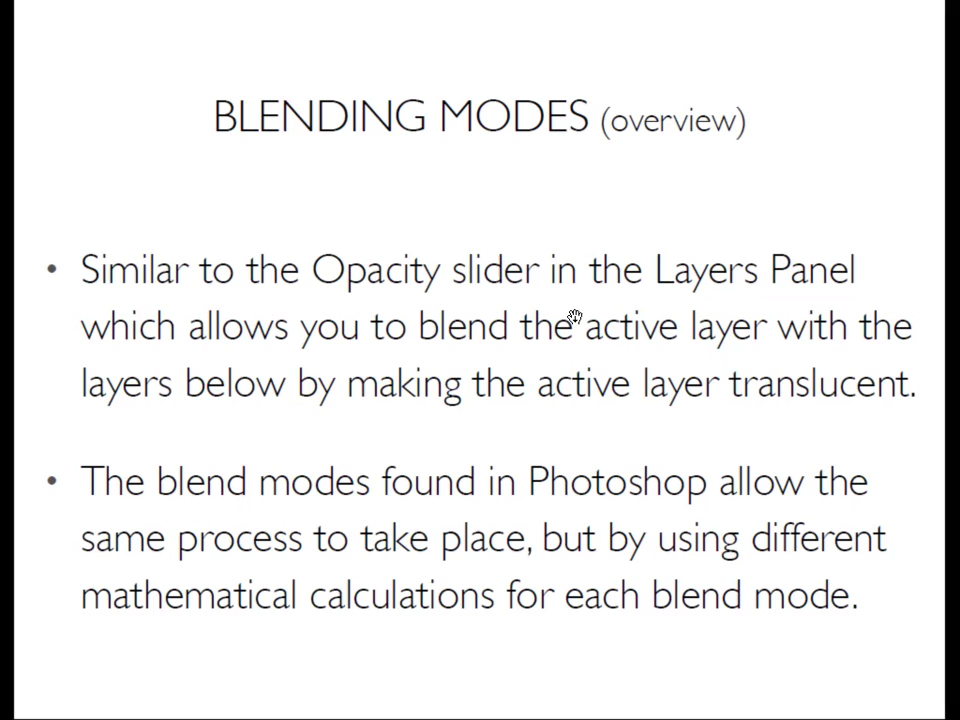 BLENDING MODES (overview)
• Similar to the Opacity slider in the Layers Panel
which allows you to blend the active layer with the
layers below by making the active layer translucent.
• The blend modes found in Photoshop allow the
same process to take place, but by using different
mathematical calculations for each blend mode.